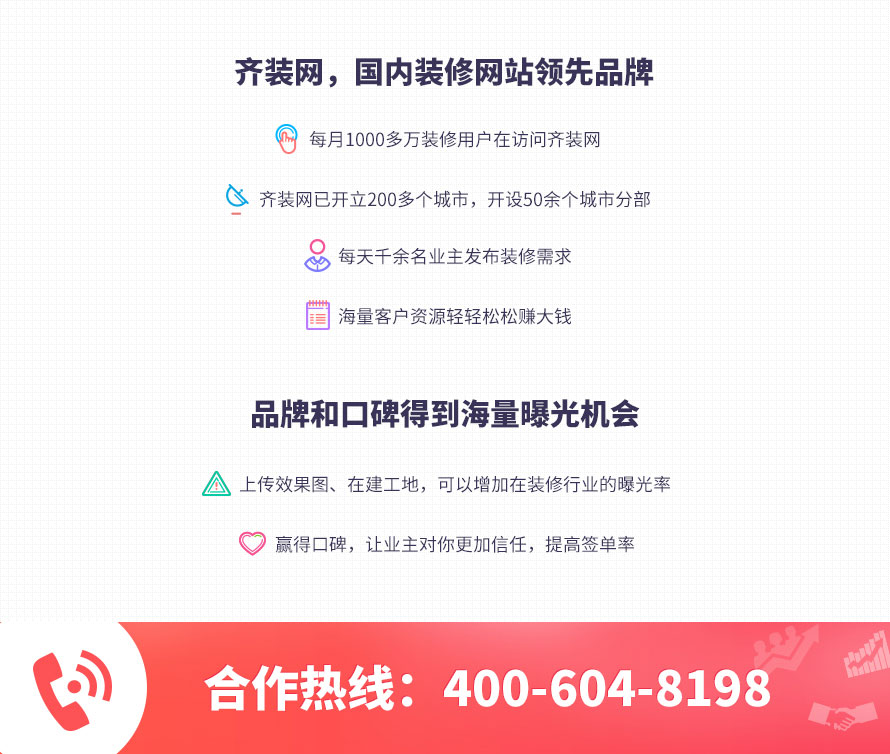 齐装网，国内装修网站领先品牌
每月1000多万装修用户在访问齐装网
齐装网已开立200多个城市，开设50余个城市分部
每天千余名业主发布装修需求
海量客户资源轻轻松松赚大钱
品牌和口碑得到海量曝光机会
上传效果图、在建工地，可以增加在装修行业的曝光率
赢得口碑，让业主对你更加信任，提高签单率
合作热线：400-604-8198